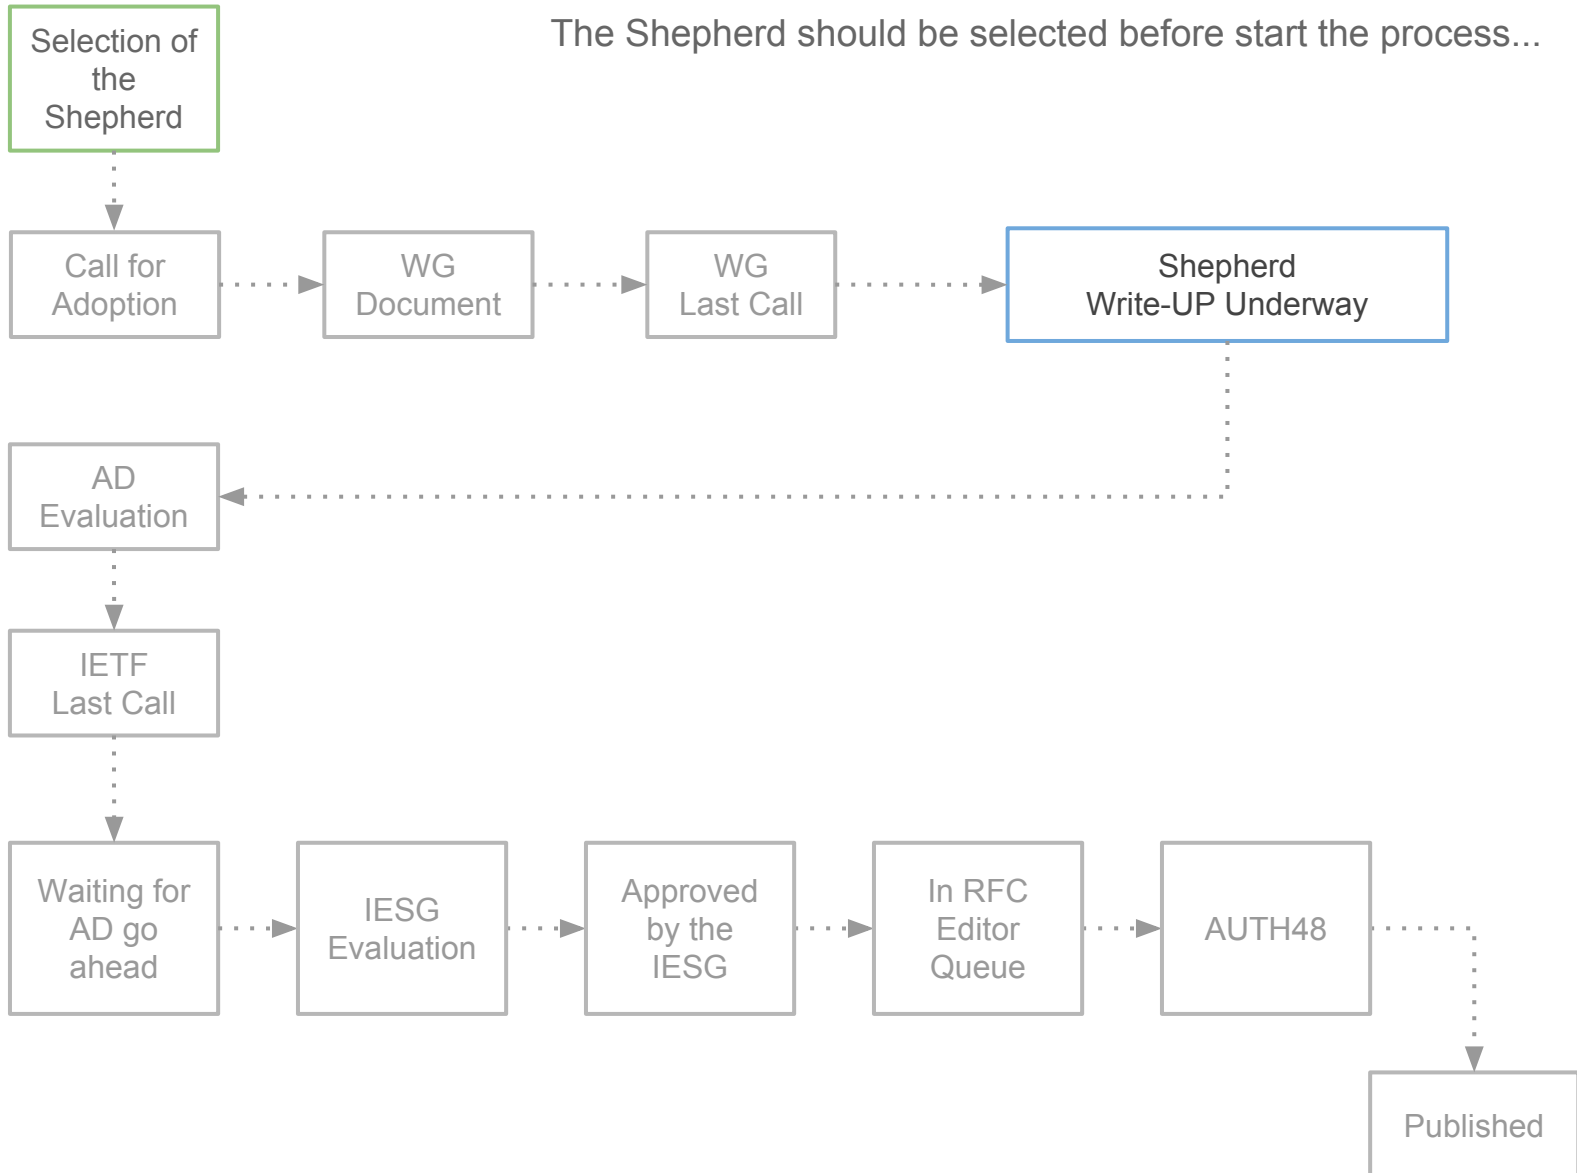 Selection of
the
Shepherd
The Shepherd should be selected before start the process...
Call for
Adoption
WG
Document
WG
Last Call
Shepherd
Write-UP Underway
AD
Evaluation
IETF
Last Call
Waiting for
AD go
ahead
IESG
Evaluation
Approved
by the
IESG
In RFC
Editor
Queue
AUTH48
Published